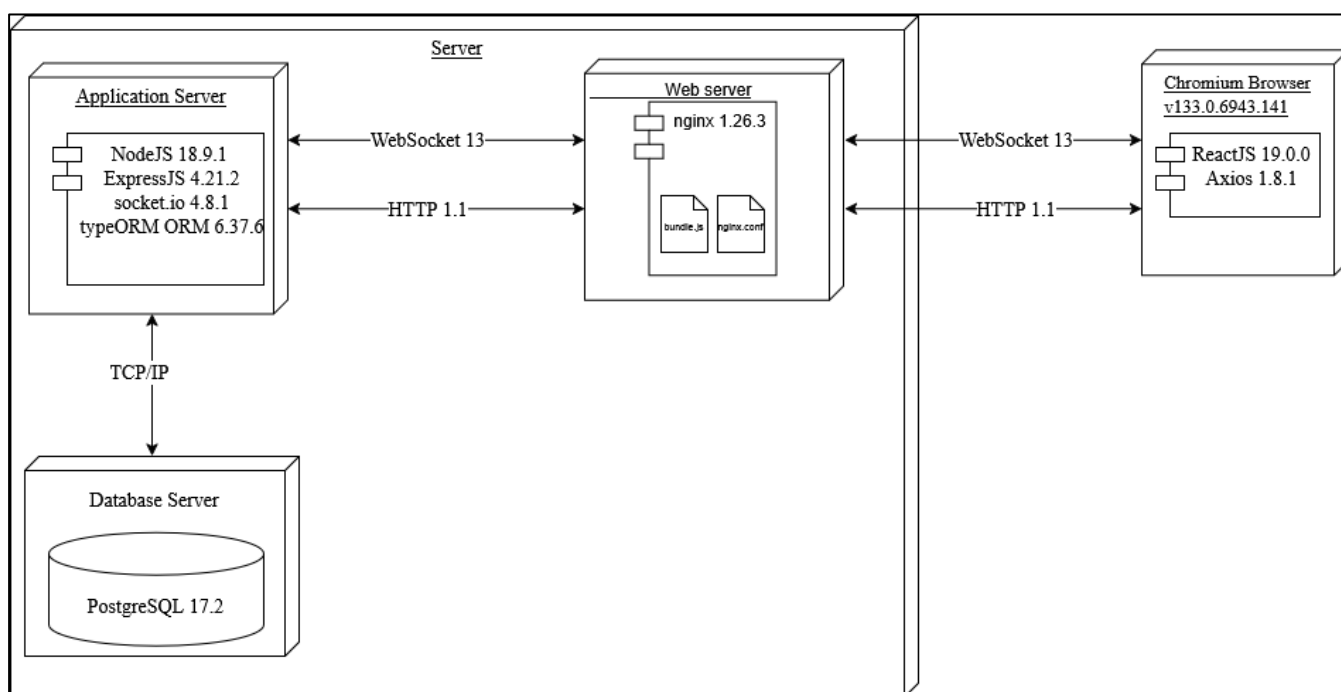 Server
Application Server
NodeJS 18.9.1
ExpressJS 4.21.2
socket.io 4.8.1
typeORM ORM 6.37.6
WebSocket 13
HTTP 1.1
Web server
nginx 1.26.3
bundle.js
nginx.conf
WebSocket 13
HTTP 1.1
Chromium Browser
v133.0.6943.141
ReactJS 19.0.0
Axios 1.8.1
TCP/IP
Database Server
PostgreSQL 17.2